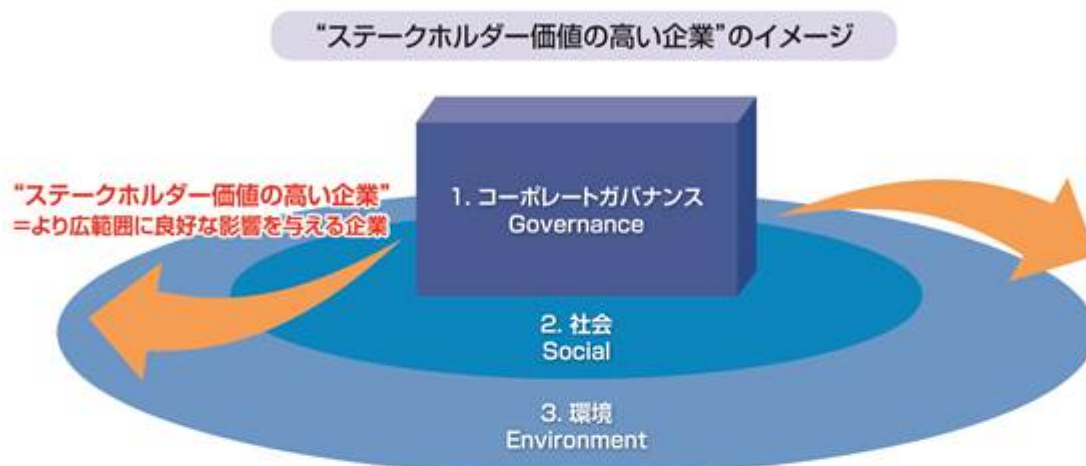 “ステークホルダー価値の高い企業”のイメージ
“ステークホルダー価値の高い企業”
=より広範囲に良好な影響を与える企業
1. コーポレートガバナンス
Governance
2. 社会
Social
3. 環境
Environment